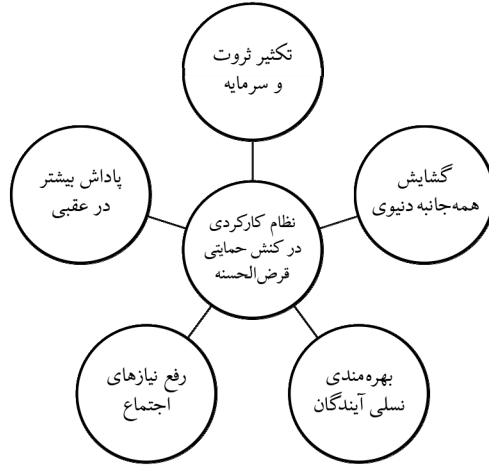 تکثیر ثروت
و سرمایه
گشایش
همه‌جانبه دنیوی
پاداش بیشتر
در عقبی
نظام کارکردی
در کنش حمایتی
قرض‌الحسنه
بهره‌مندی
نسلی آیندگان
رفع نیازهای
اجتماع